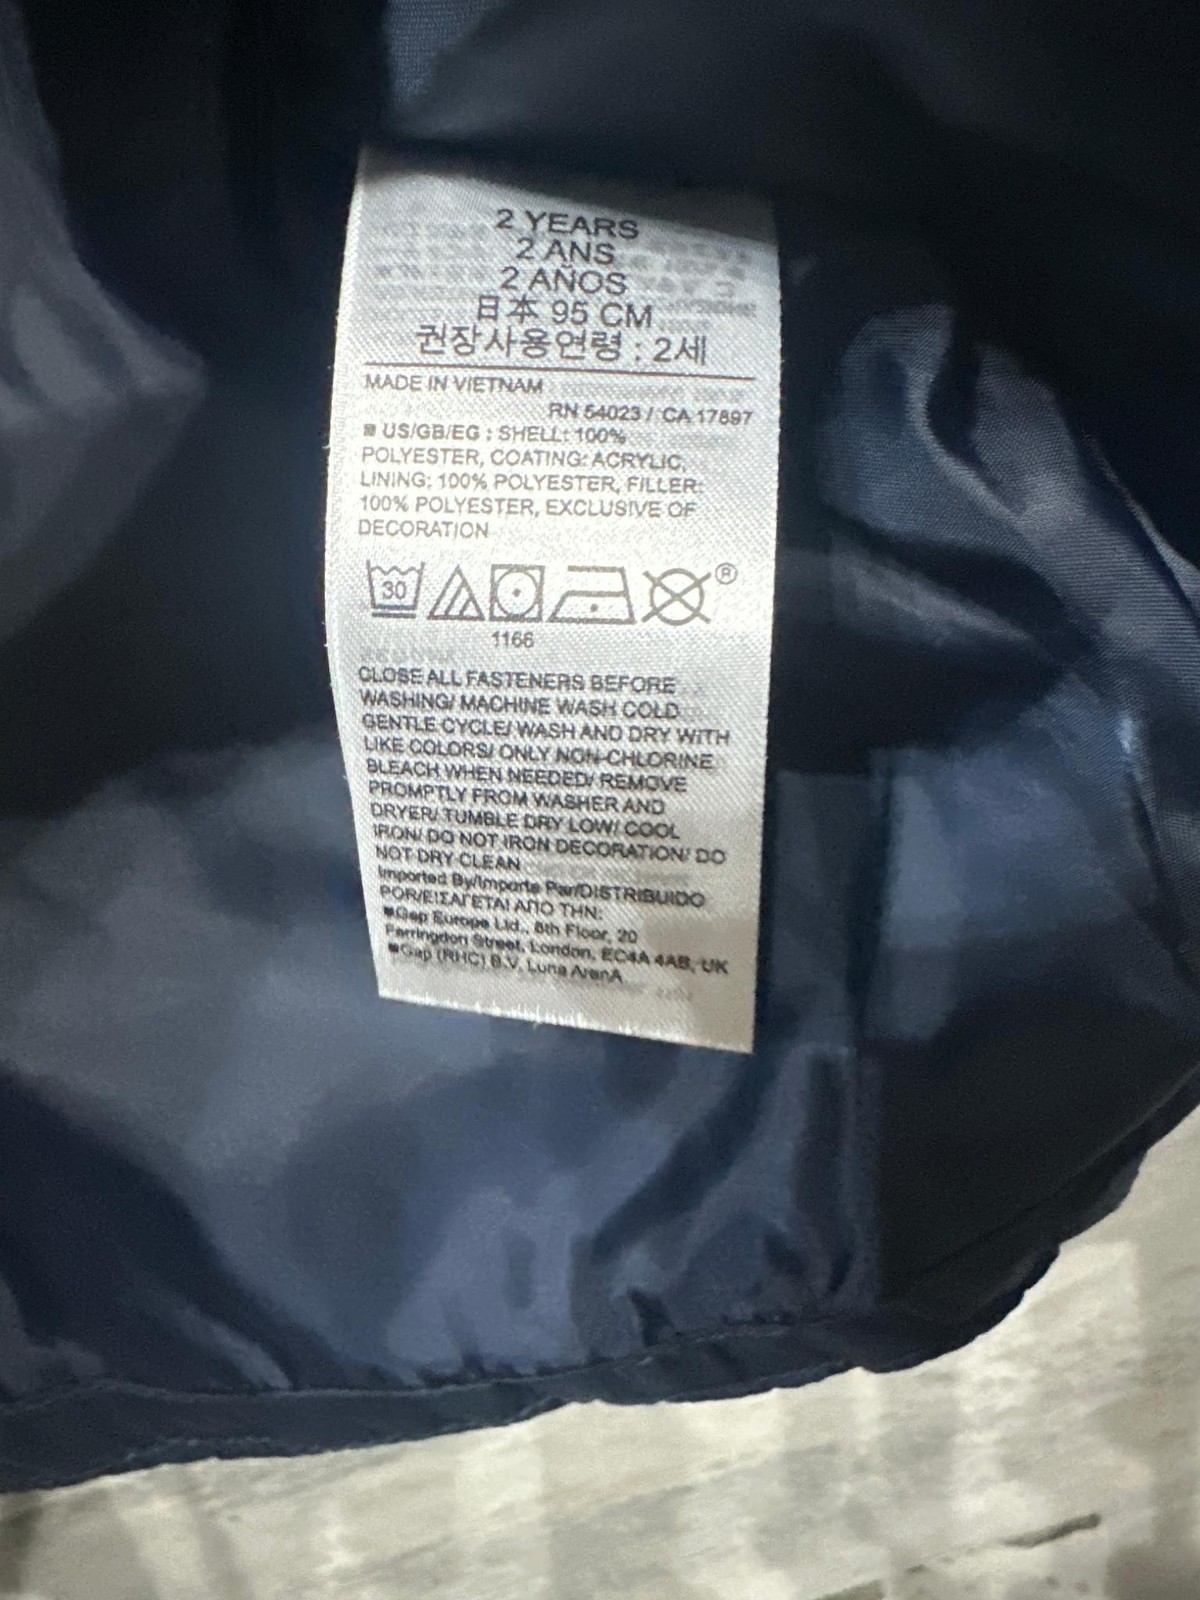 2 YEARS
2 ANS
2 AÑOS
日本 95 CM
권장사용연령 : 2세
MADE IN VIETNAM
RN 54023 / CA 17897
■ US/GB/EG : SHELL: 100%
POLYESTER, COATING: ACRYLIC,
LINING: 100% POLYESTER, FILLER:
100% POLYESTER, EXCLUSIVE OF
DECORATION
30
®
1166
CLOSE ALL FASTENERS BEFORE
WASHING/ MACHINE WASH COLD
GENTLE CYCLE/ WASH AND DRY WITH
LIKE COLORS/ ONLY NON-CHLORINE
BLEACH WHEN NEEDED/ REMOVE
PROMPTLY FROM WASHER AND
DRYER/ TUMBLE DRY LOW/ COOL
IRON/ DO NOT IRON DECORATION/ DO
NOT DRY CLEAN
Imported By/Importe Par/DISTRIBUIDO
POR/ΕΙΣΑΓΕΤΑΙ ΑΠΟ ΤΗΝ:
■Gap Europe Ltd., 8th Floor, 20
Farringdon Street, London, EC4A 4AB, UK
■Gap (RHC) B.V, Luna ArenA